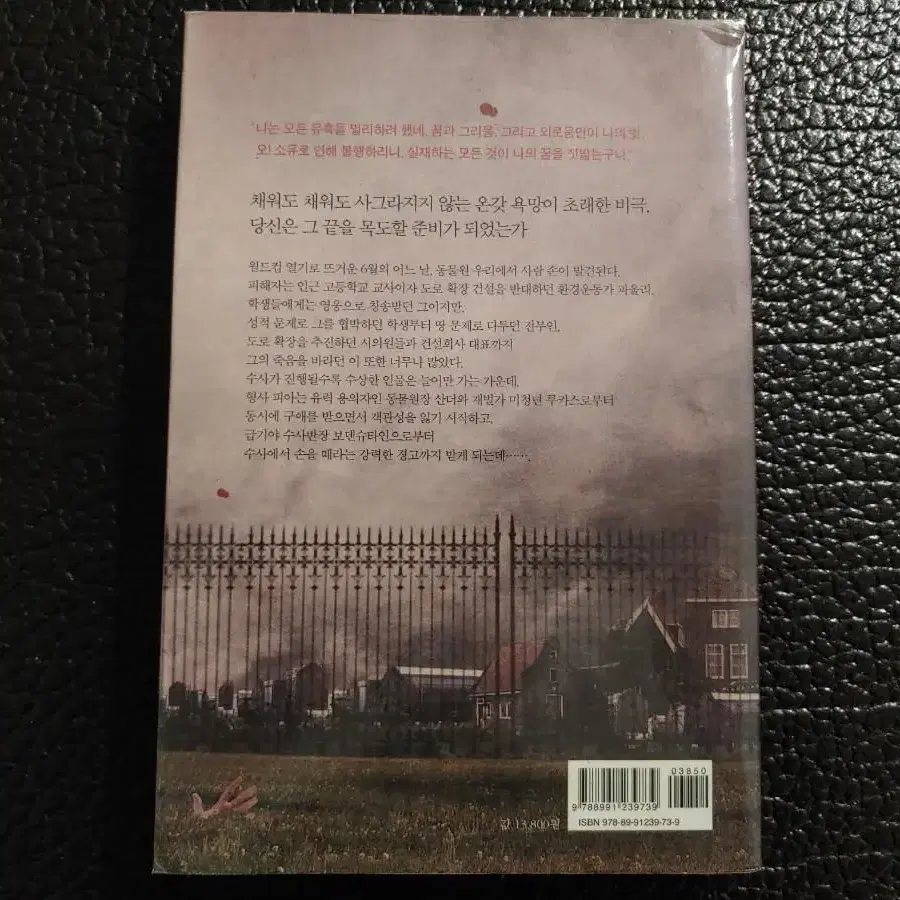 "나는 모든 유혹을 멀리하려 했네. 꿈과 그리움, 그리고 외로움만이 나의 벗.
오! 소유로 인해 불행하리니, 실재하는 모든 것이 나의 꿈을 짓밟는구나."
채워도 채워도 사그라지지 않는 온갖 욕망이 초래한 비극.
당신은 그 끝을 목도할 준비가 되었는가
월드컵 열기로 뜨거운 6월의 어느 날, 동물원 우리에서 사람 손이 발견된다.
피해자는 인근 고등학교 교사이자 도로 확장 건설을 반대하던 환경운동가 파울리.
학생들에게는 영웅으로 칭송받던 그이지만,
성적 문제로 그를 협박하던 학생부터 땅 문제로 다투던 전부인,
도로 확장을 추진하던 시의원들과 건설회사 대표까지
그의 죽음을 바라던 이 또한 너무나 많았다.
수사가 진행될수록 수상한 인물은 늘어만 가는 가운데,
형사 피아는 유력 용의자인 동물원장 산더와 재벌가 미청년 루카스로부터
동시에 구애를 받으면서 객관성을 잃기 시작하고,
급기야 수사반장 보덴슈타인으로부터
수사에서 손을 떼라는 강력한 경고까지 받게 되는데…….
03850
9 788991 239739
ISBN 978-89-91239-73-9
값 13,800원